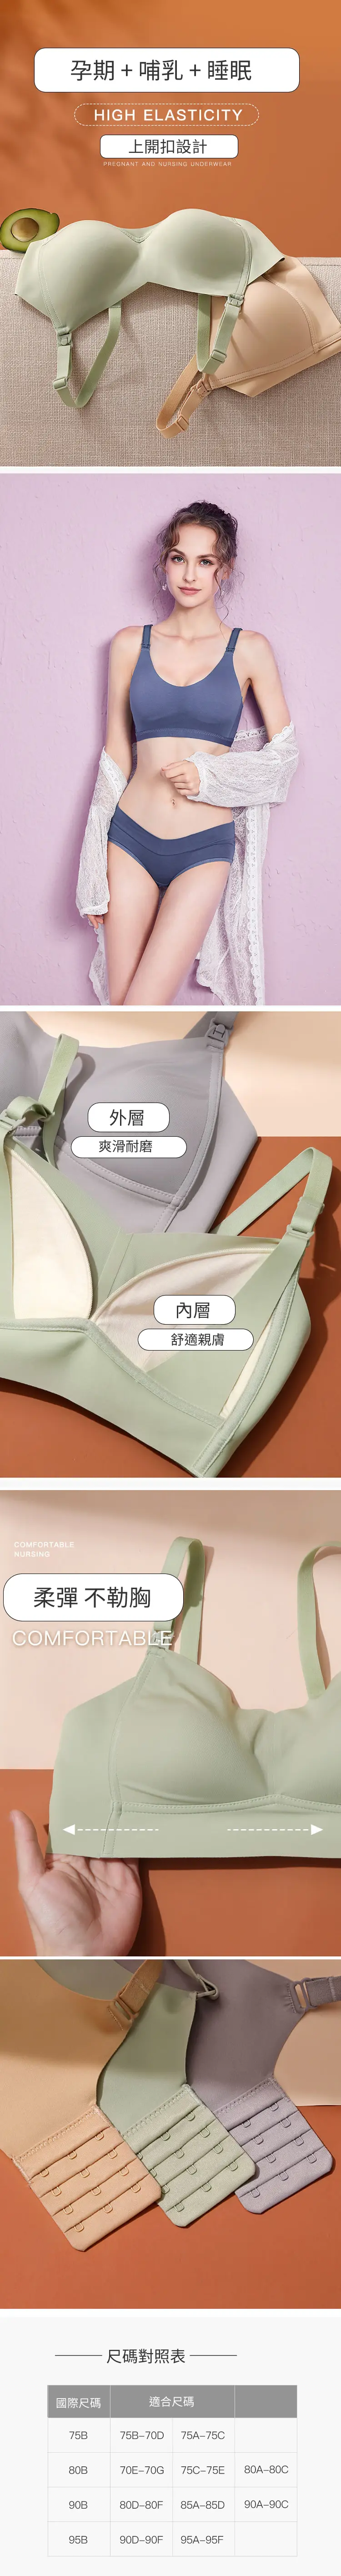 孕期+哺乳+睡眠
HIGH ELASTICITY
上開扣設計
PREGNANT AND NURSING UNDERWEAR
外層
爽滑耐磨
內層
舒適親膚
COMFORTABLE
NURSING
柔彈 不勒胸
COMFORTABLE
尺碼對照表
國際尺碼 適合尺碼
75B 75B-70D 75A-75C
80B 70E-70G 75C-75E 80A-80C
90B 80D-80F 85A-85D 90A-90C
95B 90D-90F 95A-95F